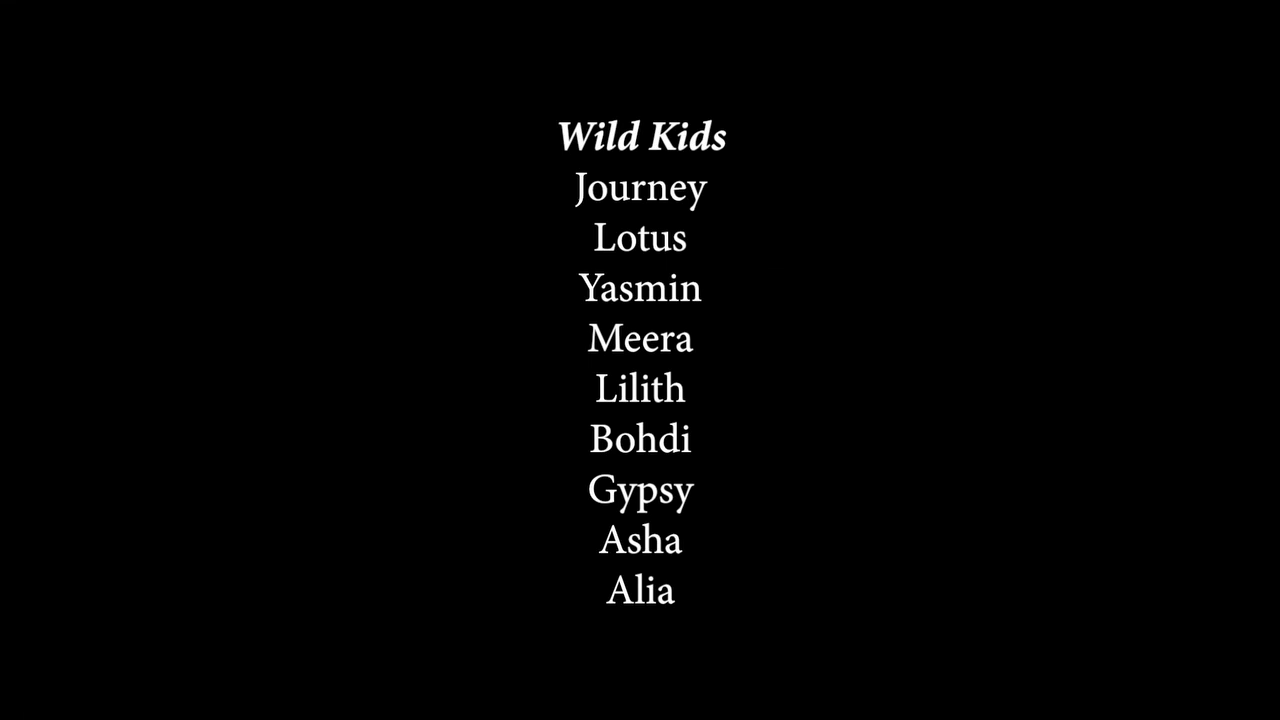 Wild Kids
Journey
Lotus
Yasmin
Meera
Lilith
Bohdi
Gypsy
Asha
Alia